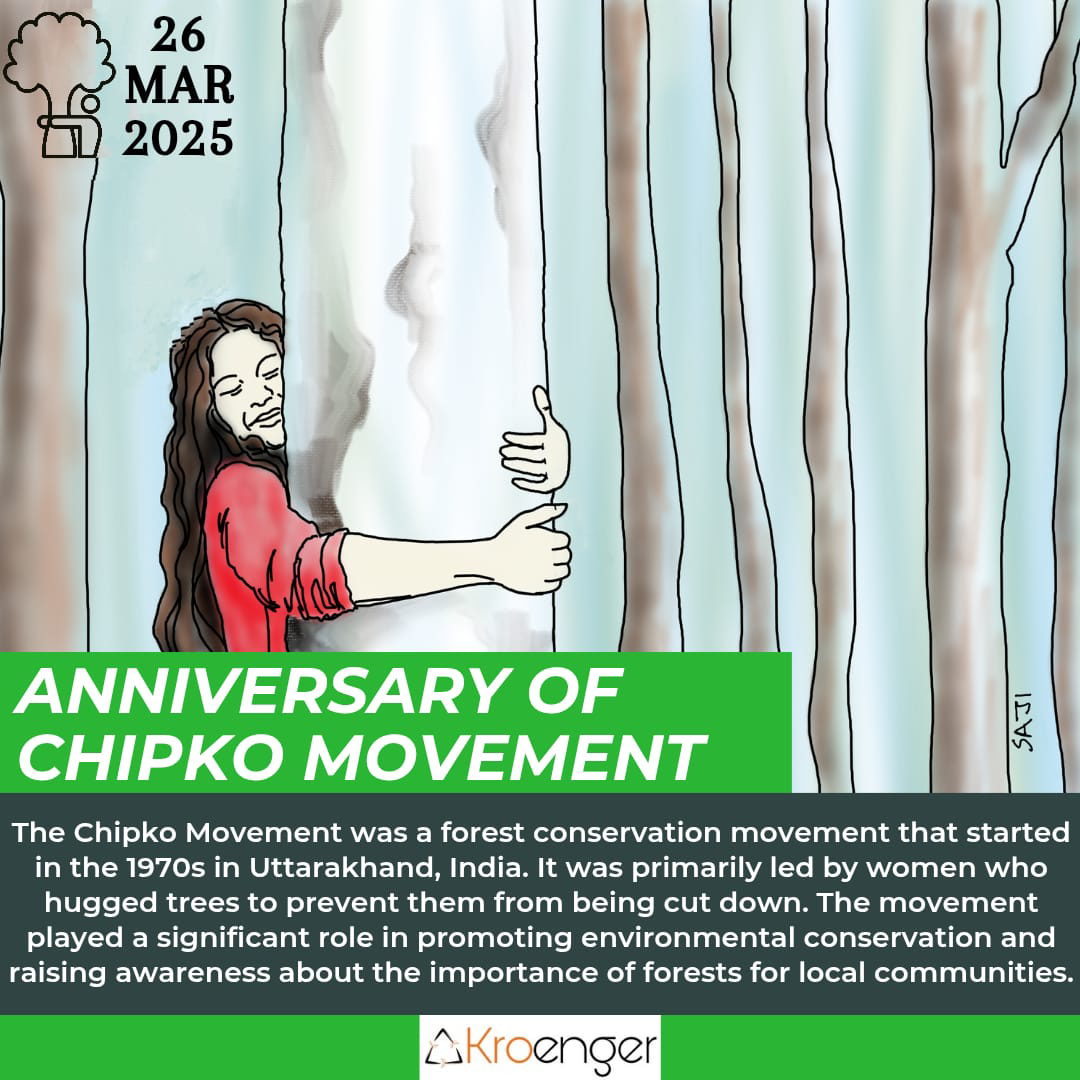 26
MAR
2025
SAJI
ANNIVERSARY OF
CHIPKO MOVEMENT
The Chipko Movement was a forest conservation movement that started
in the 1970s in Uttarakhand, India. It was primarily led by women who
hugged trees to prevent them from being cut down. The movement
played a significant role in promoting environmental conservation and
raising awareness about the importance of forests for local communities.
Kroenger